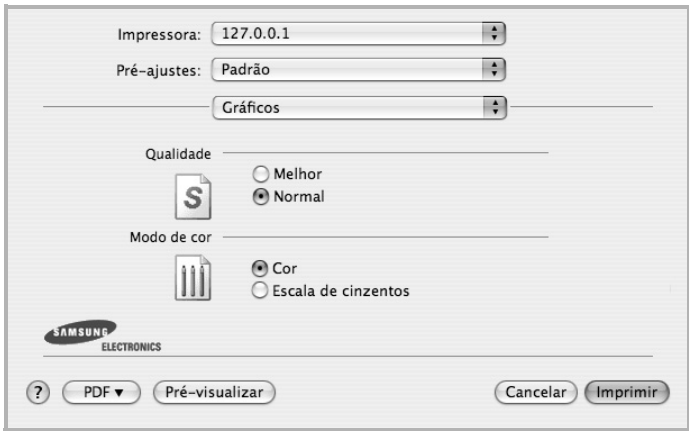 Impressora: 127.0.0.1
Pré-ajustes: Padrão
Gráficos
Qualidade
Melhor
S
Normal
Modo de cor
Cor
Escala de cinzentos
SAMSUNG
ELECTRONICS
? PDF▼ Pré-visualizar Cancelar Imprimir